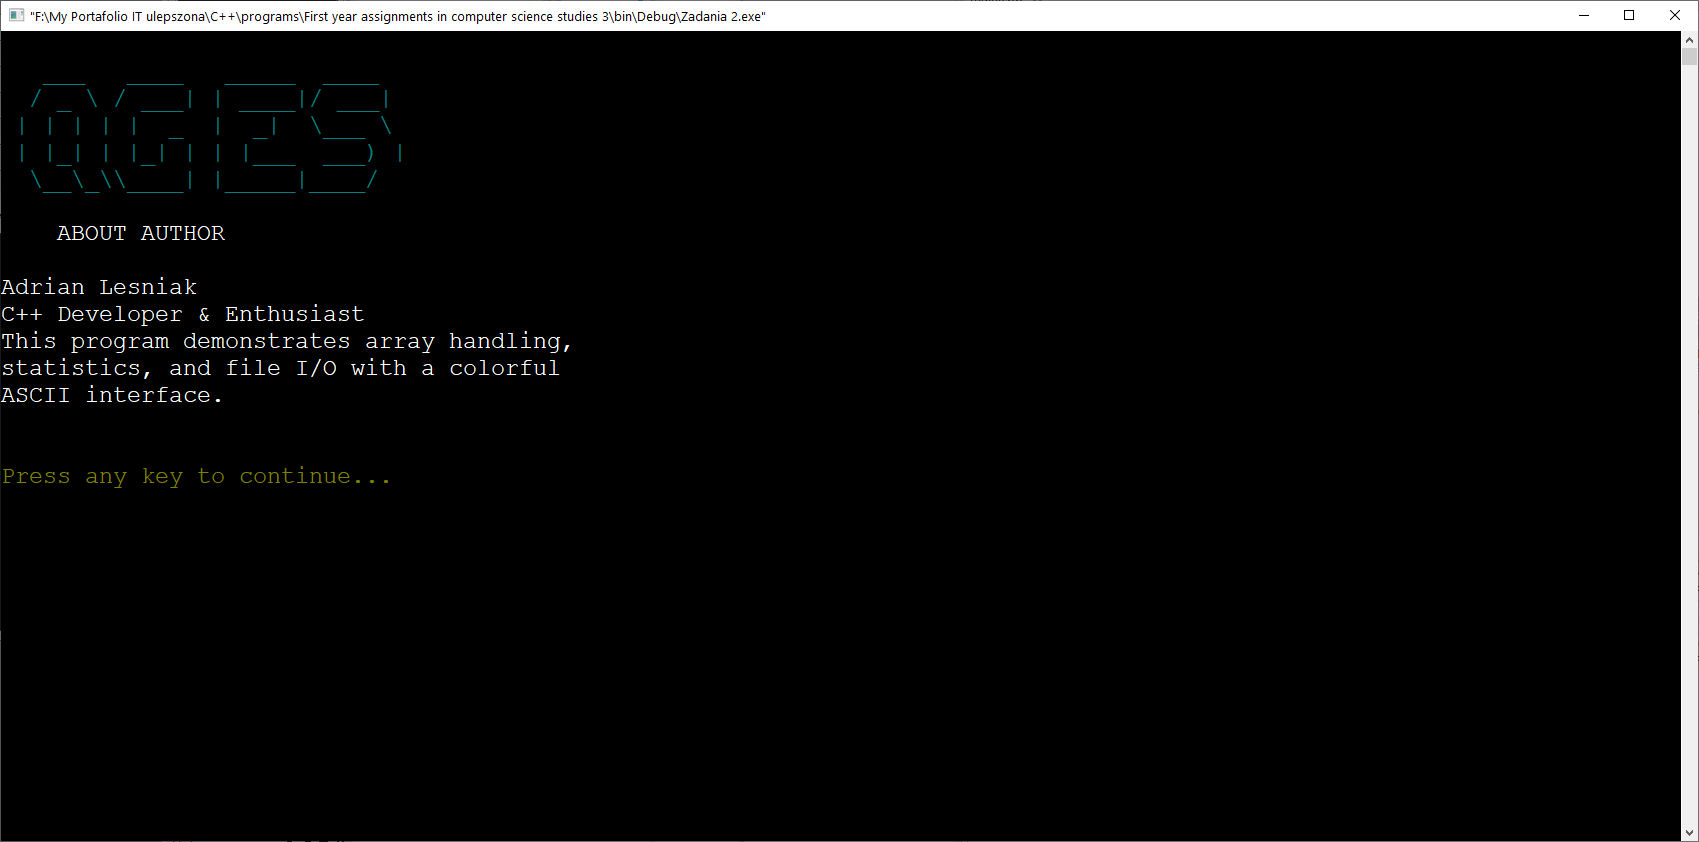 "F:\My Portafolio IT ulepszona\C++\programs\First year assignments in computer science studies 3\bin\Debug\Zadania 2.exe"
AGES
ABOUT AUTHOR
Adrian Lesniak
C++ Developer & Enthusiast
This program demonstrates array handling,
statistics, and file I/O with a colorful
ASCII interface.
Press any key to continue...